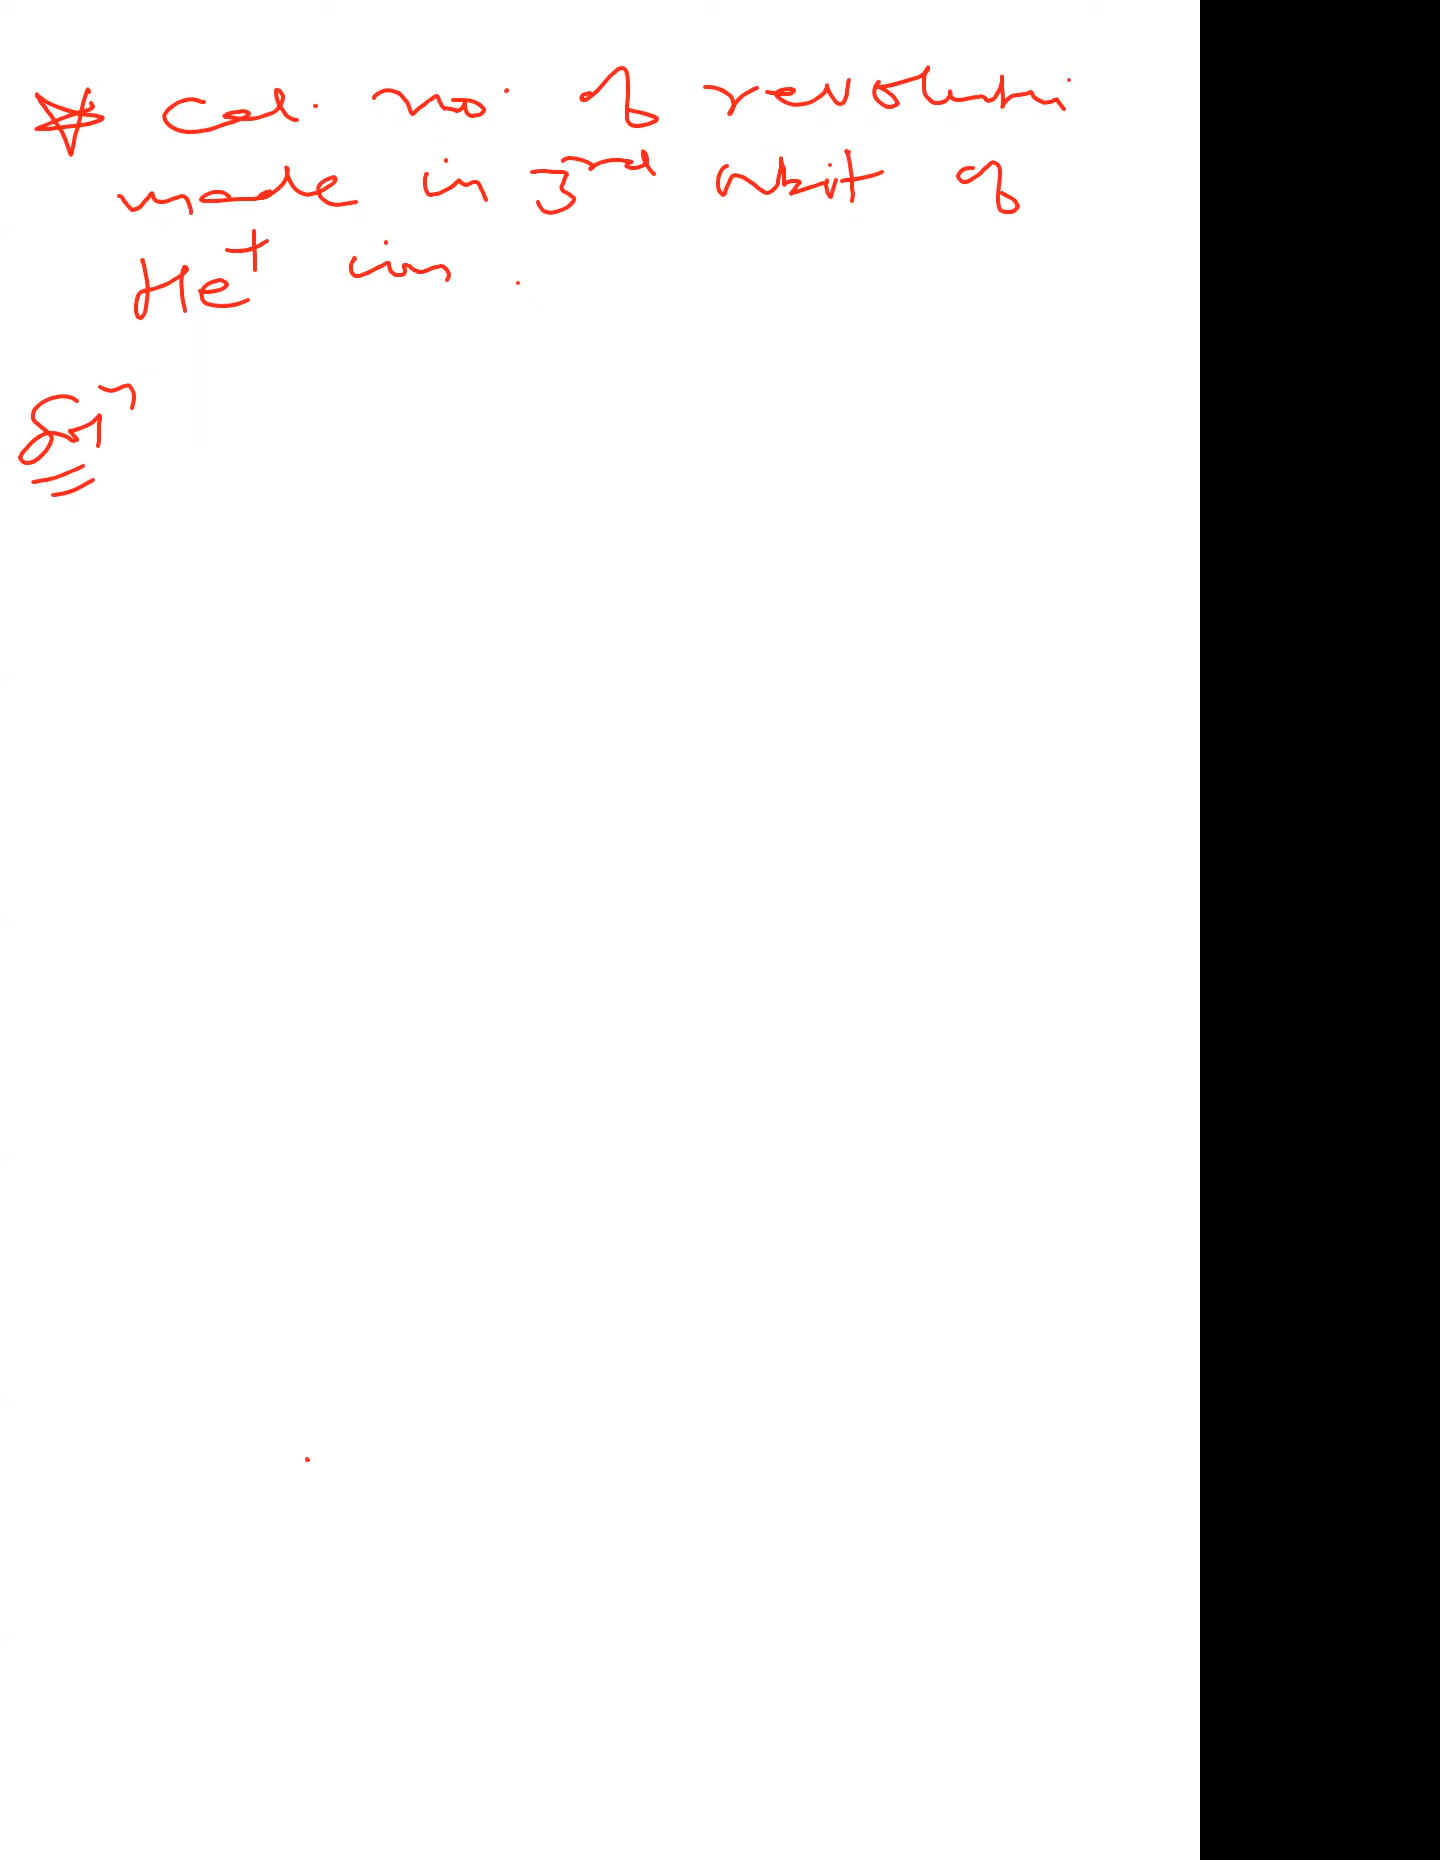 * Cal. no. of revolution
made in 3rd orbit of
He+ ion .
Sol^n